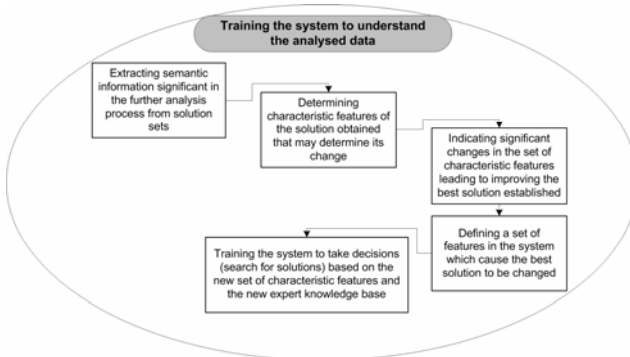 Training the system to understand
the analysed data
Extracting semantic
information significant in
the further analysis
process from solution
sets
Determining
characteristic features of
the solution obtained
that may determine its
change
Indicating significant
changes in the set of
characteristic features
leading to improving the
best solution established
Defining a set of
features in the system
which cause the best
solution to be changed
Training the system to take decisions
(search for solutions) based on the
new set of characteristic features and
the new expert knowledge base